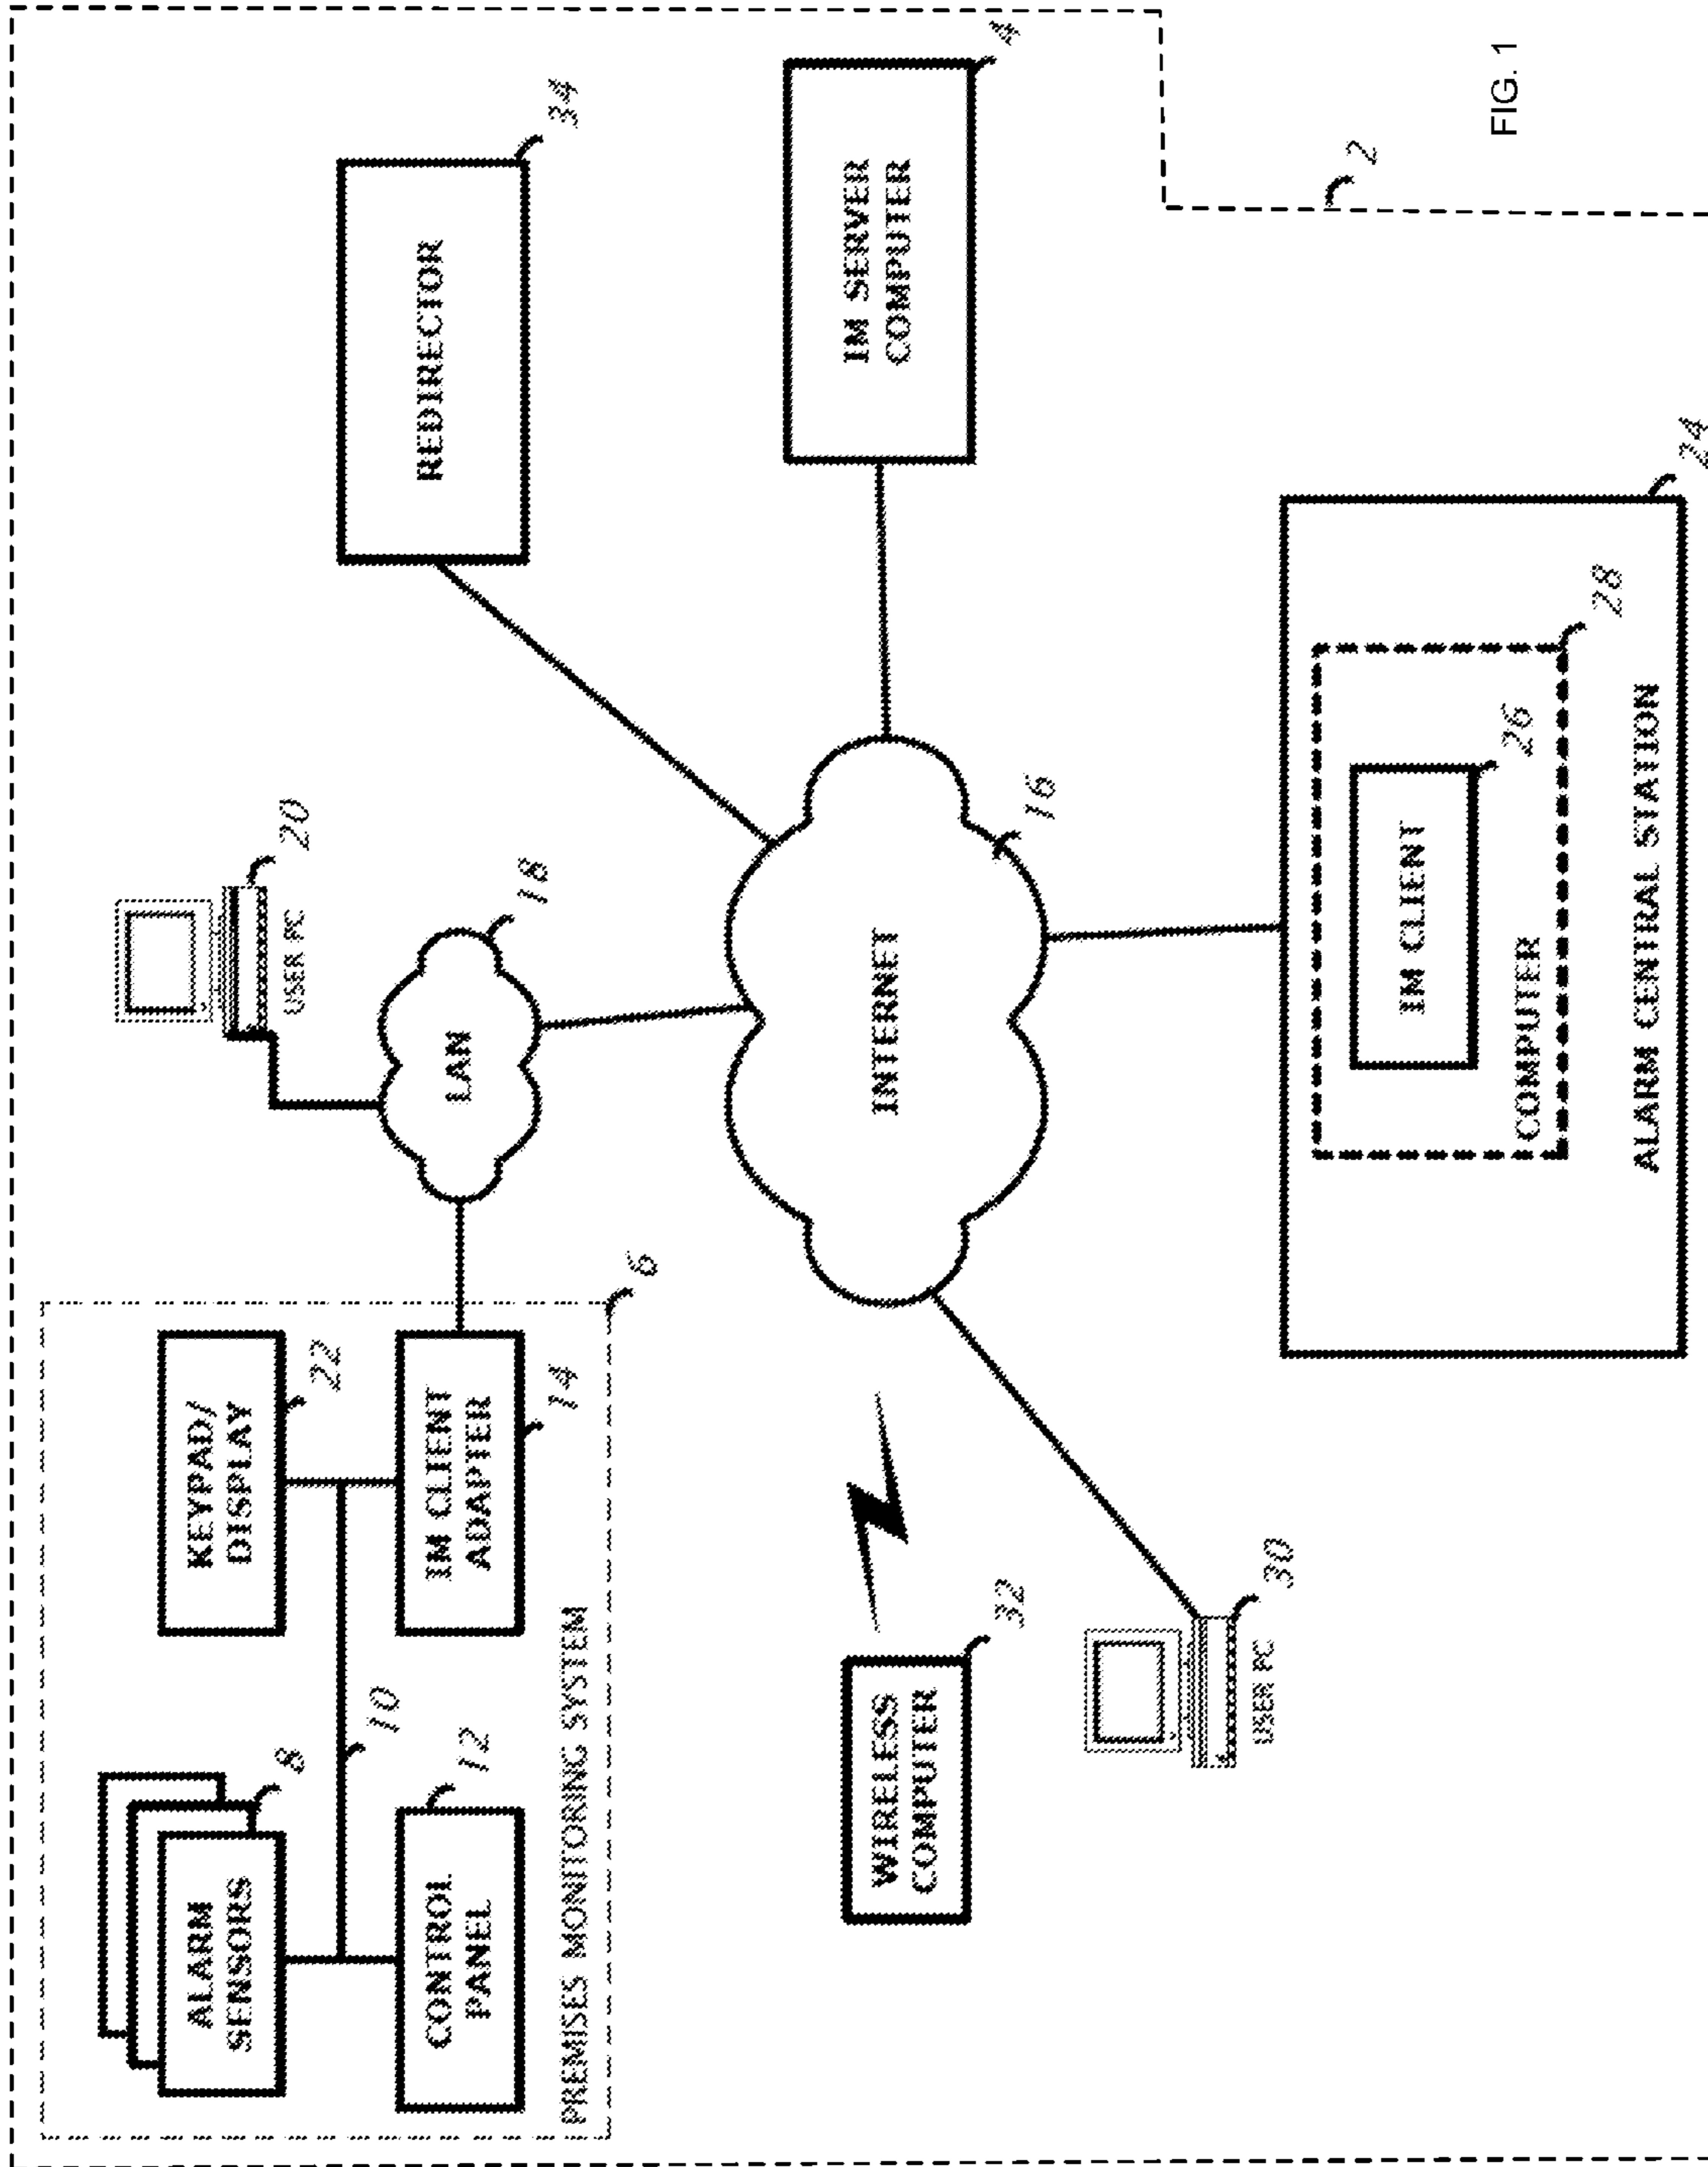 ALARM
SENSORS
8
KEYPAD/
DISPLAY
22
10
CONTROL
PANEL
12
IM CLIENT
ADAPTER
14
PREMISES MONITORING SYSTEM
6
USER PC
20
LAN
18
REDIRECTOR
34
WIRELESS
COMPUTER
32
INTERNET
16
IM SERVER
COMPUTER
4
USER PC
30
IM CLIENT
26
COMPUTER
28
ALARM CENTRAL STATION
24
2
FIG. 1